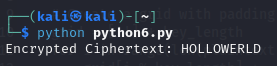 ┌──(kali㉿kali)-[~]
└─$ python python6.py
Encrypted Ciphertext: HOLLOWERLD